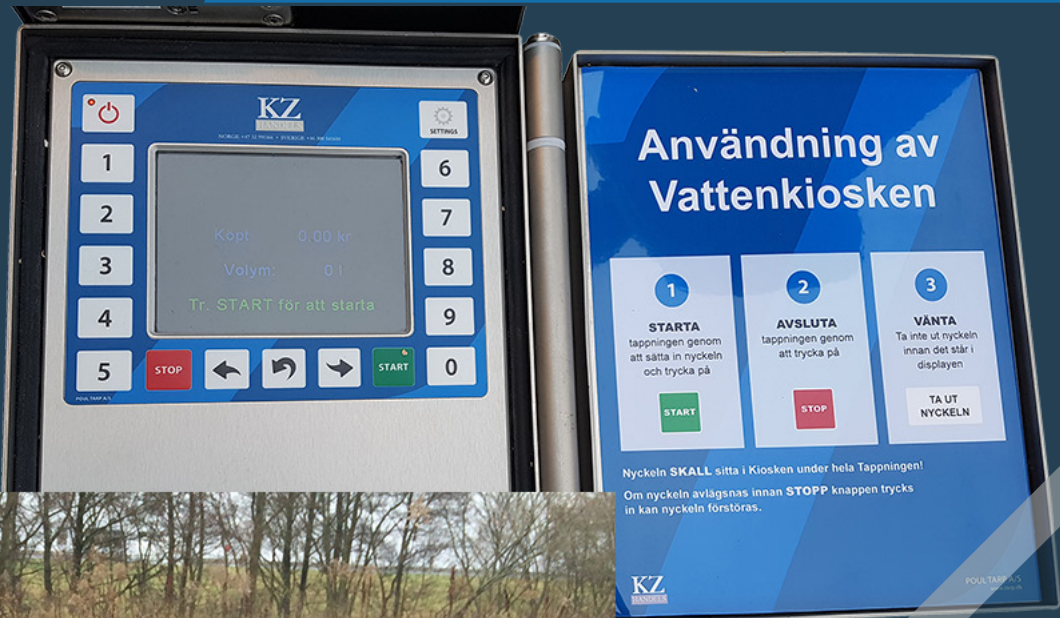 KZ
HANDELS
SETTINGS
1
2
3
4
5
6
7
8
9
0
Köpt: 0,00 kr
Volym: 0 l
Tr. START för att starta
STOP
START
POUL TARP A/S
Användning av
Vattenkiosken
1
STARTA
tappningen genom
att sätta in nyckeln
och trycka på
START
2
AVSLUTA
tappningen genom
att trycka på
STOP
3
VÄNTA
Ta inte ut nyckeln
innan det står i
displayen
TA UT
NYCKELN
Nyckeln SKALL sitta i Kiosken under hela Tappningen!
Om nyckeln avlägsnas innan STOPP knappen trycks
in kan nyckeln förstöras.
KZ
HANDELS
POUL TARP A/S